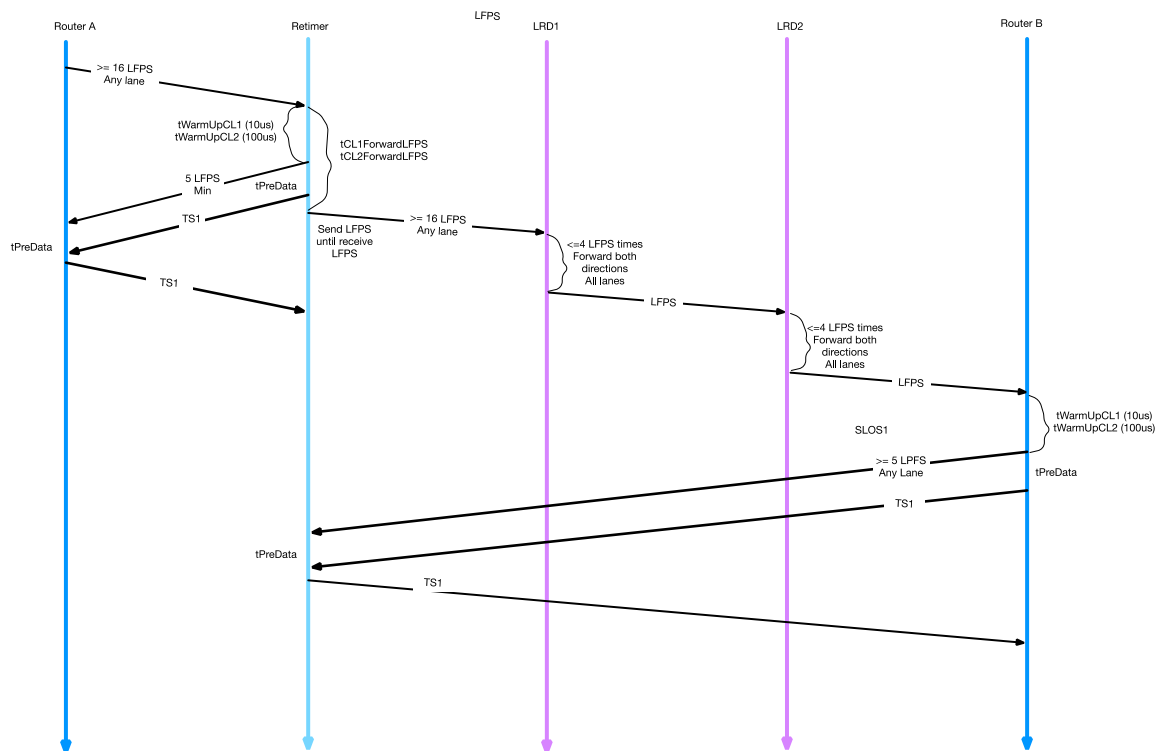 LFPS
Router A
Retimer
LRD1
LRD2
Router B
>= 16 LFPS
Any lane
tWarmUpCL1 (10us)
tWarmUpCL2 (100us)
tCL1ForwardLFPS
tCL2ForwardLFPS
5 LFPS
Min
tPreData
TS1
>= 16 LFPS
Any lane
Send LFPS
until receive
LFPS
tPreData
<=4 LFPS times
Forward both
directions
All lanes
TS1
LFPS
<=4 LFPS times
Forward both
directions
All lanes
LFPS
tWarmUpCL1 (10us)
tWarmUpCL2 (100us)
SLOS1
>= 5 LPFS
Any Lane
tPreData
TS1
tPreData
TS1